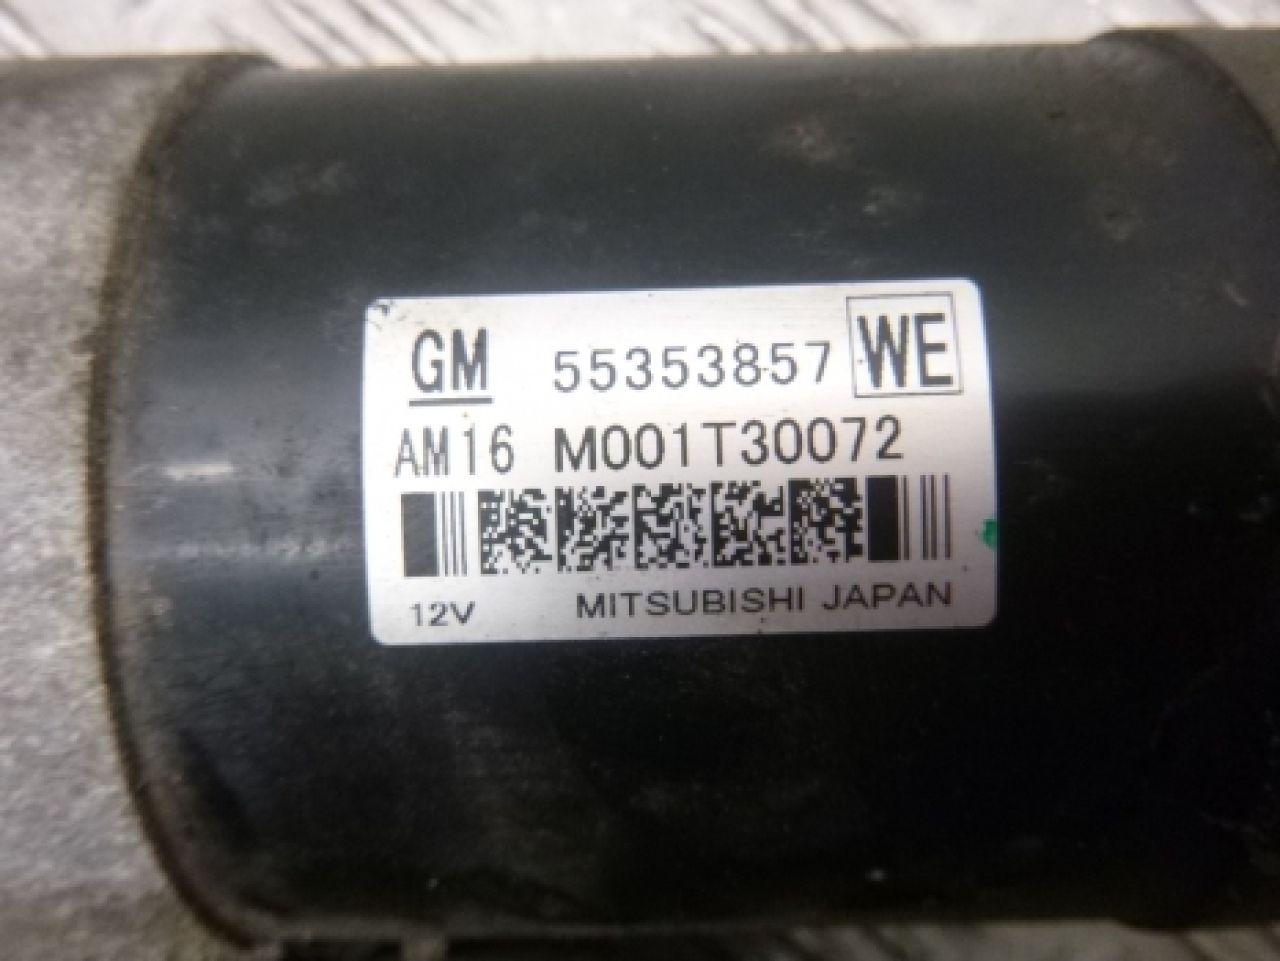 GM 55353857 WE
AM16 M001T30072
12V MITSUBISHI JAPAN